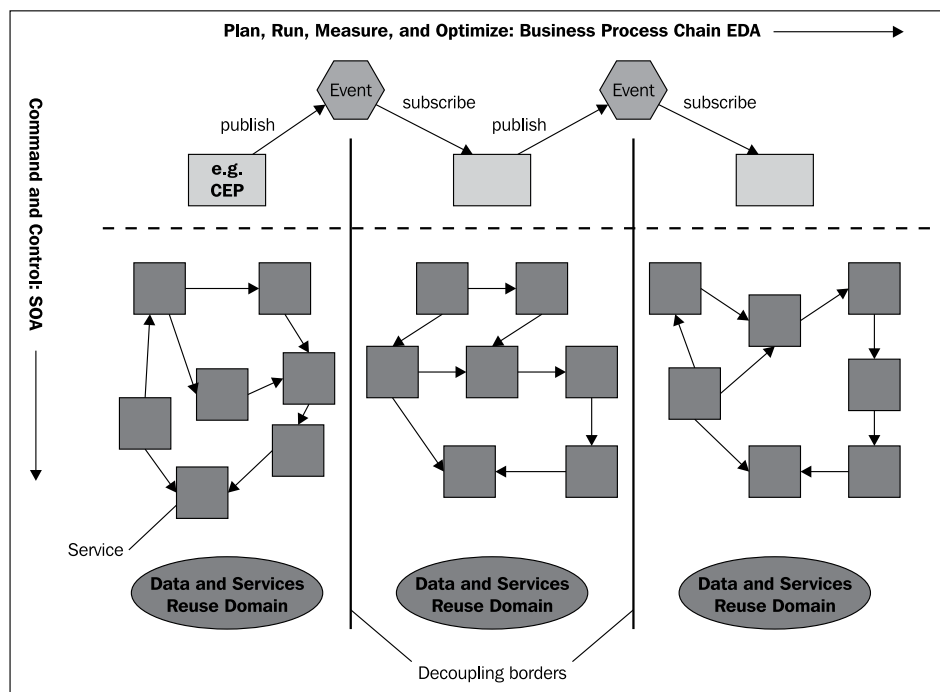 Plan, Run, Measure, and Optimize: Business Process Chain EDA
Command and Control: SOA
Event
Event
publish
subscribe
publish
subscribe
e.g.
CEP
Service
Data and Services
Reuse Domain
Data and Services
Reuse Domain
Data and Services
Reuse Domain
Decoupling borders